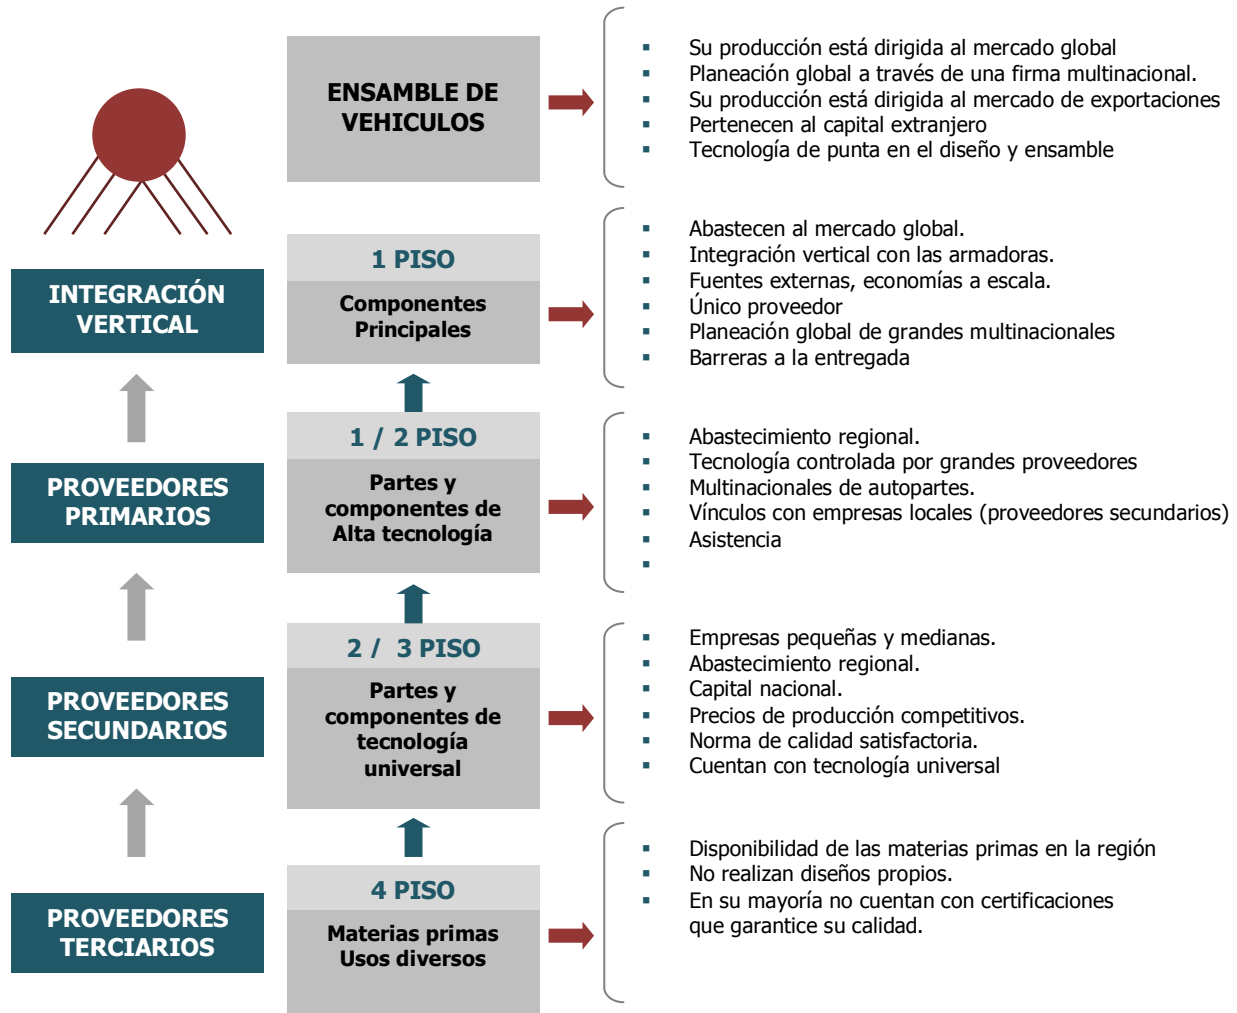 ENSAMBLE DE
VEHICULOS
Su producción está dirigida al mercado global
Planeación global a través de una firma multinacional.
Su producción está dirigida al mercado de exportaciones
Pertenecen al capital extranjero
Tecnología de punta en el diseño y ensamble
INTEGRACIÓN
VERTICAL
1 PISO
Componentes
Principales
Abastecen al mercado global.
Integración vertical con las armadoras.
Fuentes externas, economías a escala.
Único proveedor
Planeación global de grandes multinacionales
Barreras a la entregada
PROVEEDORES
PRIMARIOS
1 / 2 PISO
Partes y
componentes de
Alta tecnología
Abastecimiento regional.
Tecnología controlada por grandes proveedores
Multinacionales de autopartes.
Vínculos con empresas locales (proveedores secundarios)
Asistencia
PROVEEDORES
SECUNDARIOS
2 / 3 PISO
Partes y
componentes de
tecnología
universal
Empresas pequeñas y medianas.
Abastecimiento regional.
Capital nacional.
Precios de producción competitivos.
Norma de calidad satisfactoria.
Cuentan con tecnología universal
PROVEEDORES
TERCIARIOS
4 PISO
Materias primas
Usos diversos
Disponibilidad de las materias primas en la región
No realizan diseños propios.
En su mayoría no cuentan con certificaciones
que garantice su calidad.